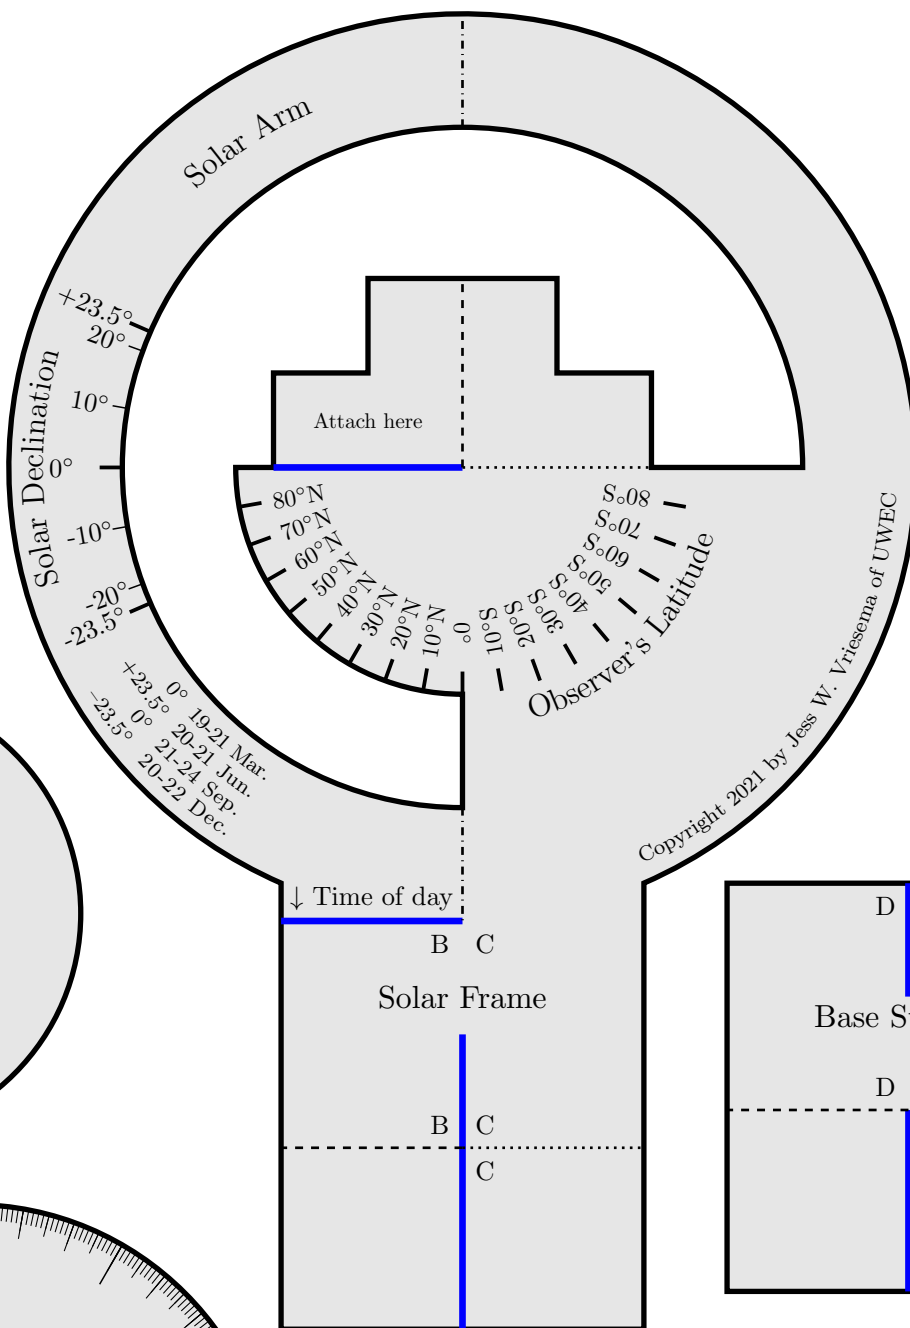 Solar Arm
+23.5°
20°
10°
0°
-10°
-20°
-23.5°
Solar Declination
Attach here
80°N
70°N
60°N
50°N
40°N
30°N
20°N
10°N
0°
10°S
20°S
30°S
40°S
50°S
60°S
70°S
80°S
Observer's Latitude
0° 19-21 Mar.
+23.5° 20-21 Jun.
0° 21-24 Sep.
–23.5° 20-22 Dec.
Copyright 2021 by Jess W. Vriesema of UWEC
↓ Time of day
B C
Solar Frame
B C
C
D
Base
D